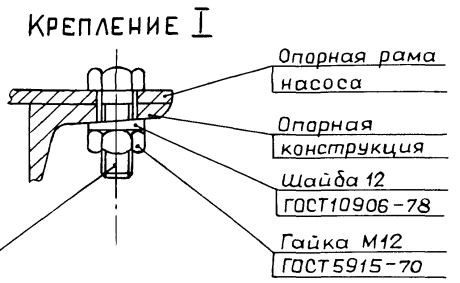 Крепление I
Опорная рама
насоса
Опорная
конструкция
Шайба 12
ГОСТ10906-78
Гайка М12
ГОСТ5915-70